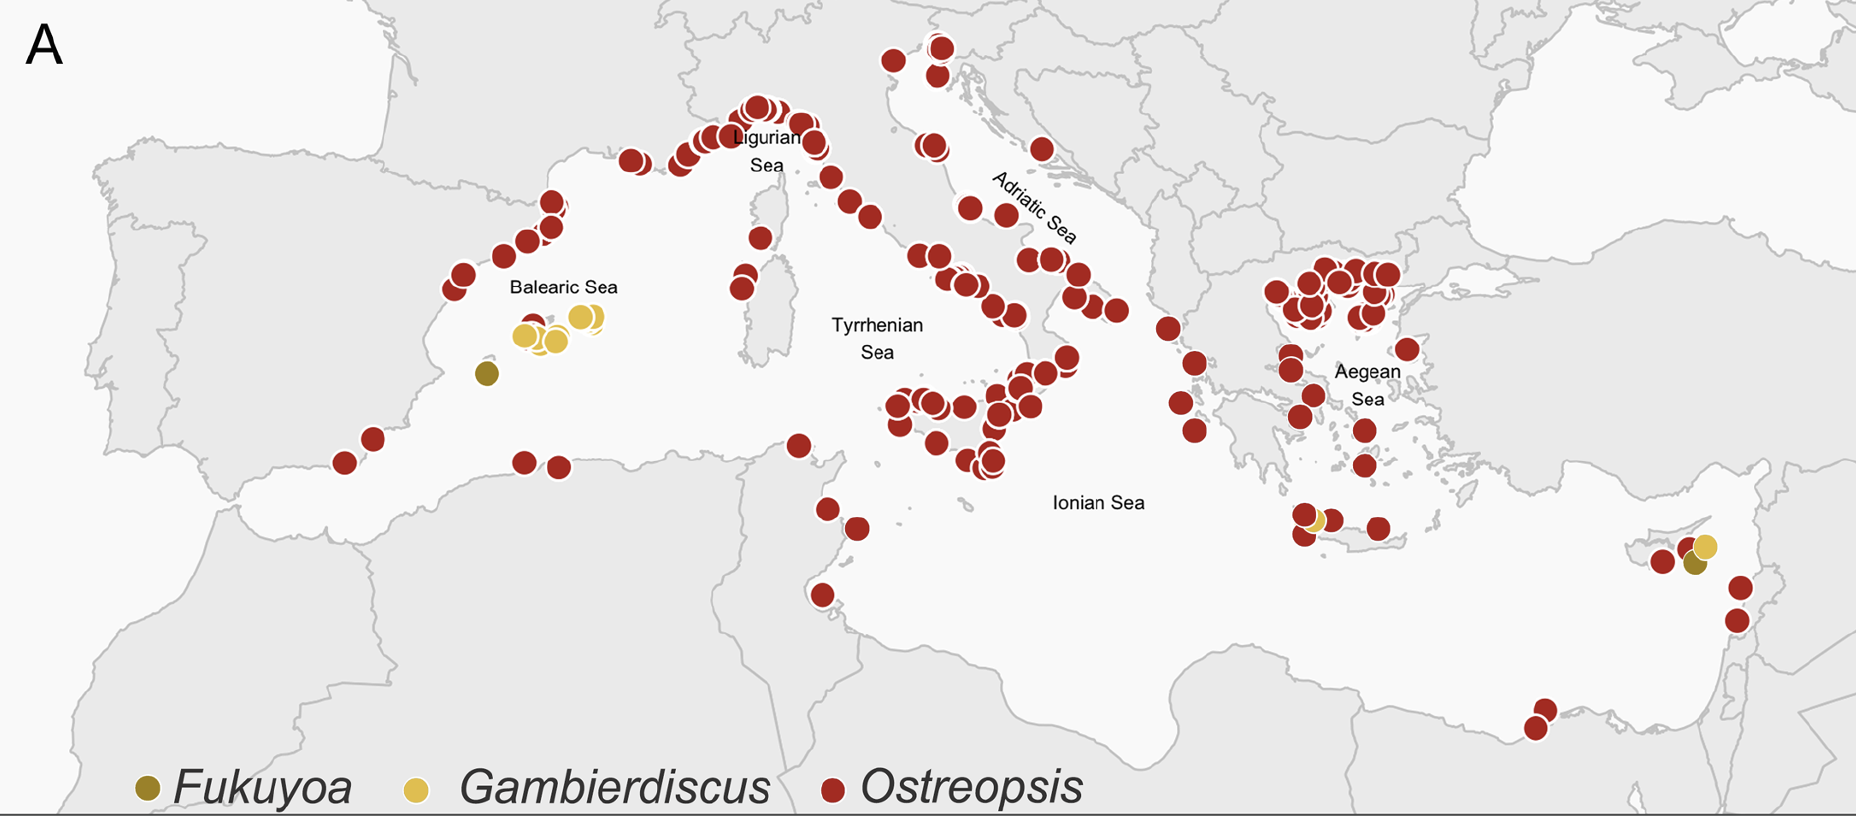 A
Ligurian
Sea
Adriatic Sea
Balearic Sea
Tyrrhenian
Sea
Aegean
Sea
Ionian Sea
Fukuyoa
Gambierdiscus
Ostreopsis